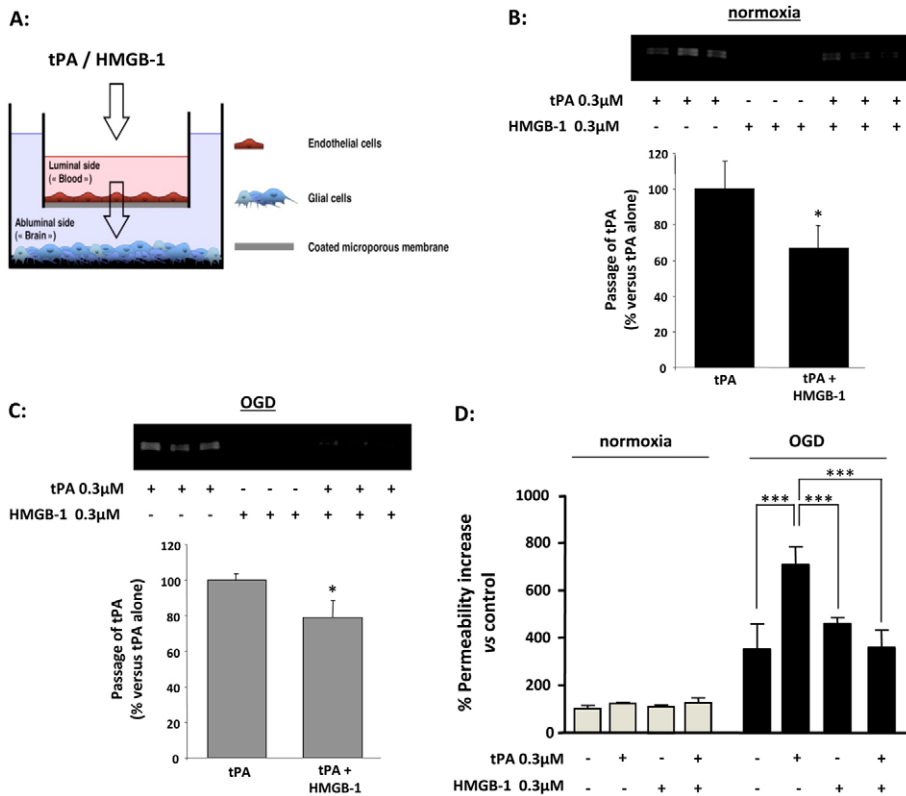 A:
tPA / HMGB-1
Luminal side
(« Blood »)
Abluminal side
(« Brain »)
Endothelial cells
Glial cells
Coated microporous membrane
B:
normoxia
tPA 0.3μM + + + - - - + + +
HMGB-1 0.3μM - - - + + + + + +
Passage of tPA
(% versus tPA alone)
120
100
80
60
40
20
0
*
tPA
tPA +
HMGB-1
C:
OGD
tPA 0.3μM + + + - - - + + +
HMGB-1 0.3μM - - - + + + + + +
Passage of tPA
(% versus tPA alone)
120
100
80
60
40
20
0
*
tPA
tPA +
HMGB-1
D:
normoxia
OGD
% Permeability increase
vs control
1000
800
600
400
200
0
***
*** ***
tPA 0.3μM - + - + - + - +
HMGB-1 0.3μM - - + + - - + +